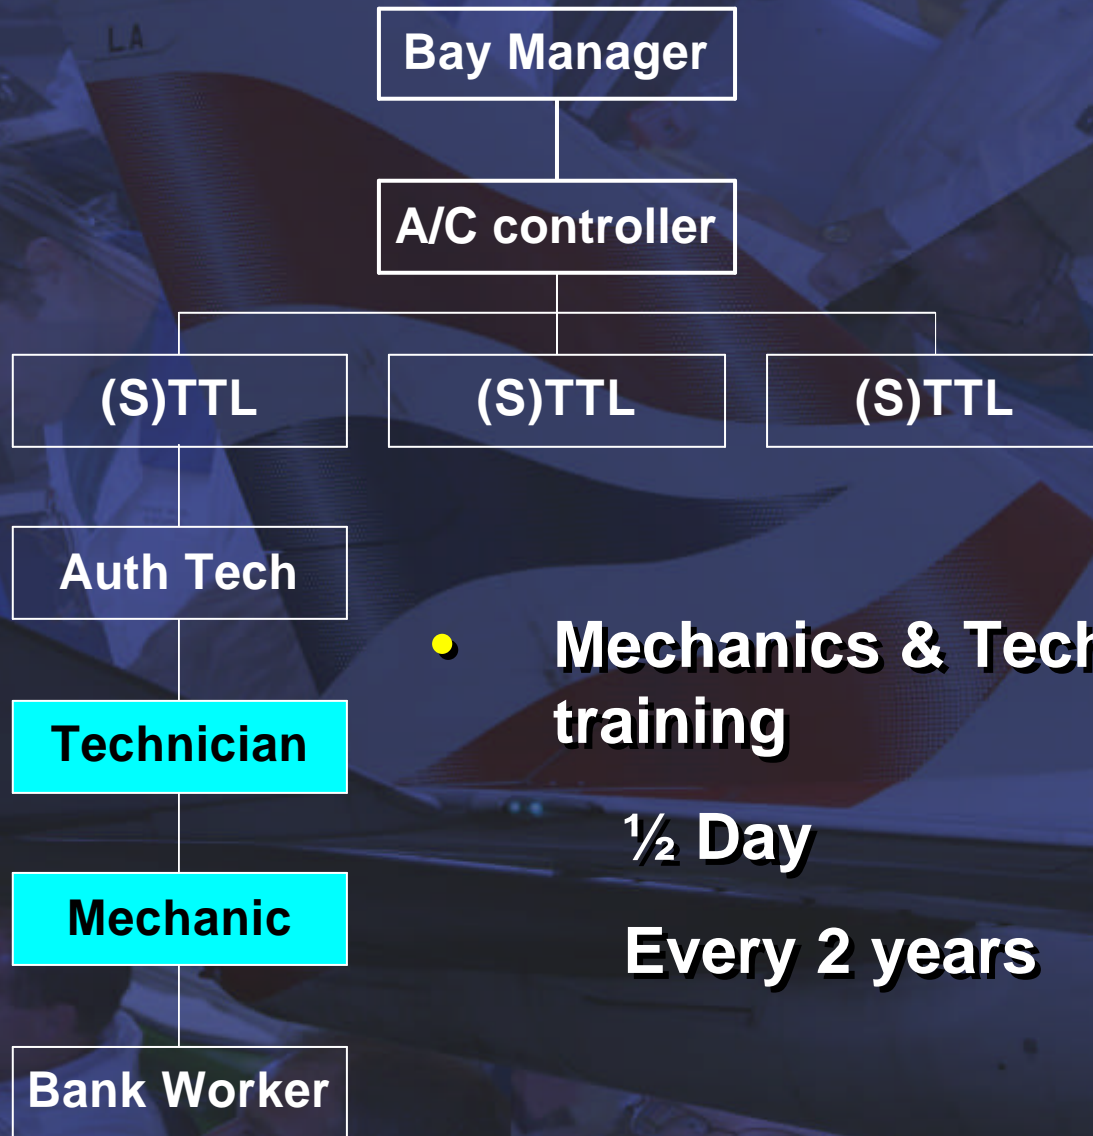 LA
Bay Manager
A/C controller
(S)TTL
(S)TTL
(S)TTL
Auth Tech
Technician
Mechanic
Bank Worker
• Mechanics &
training
½ Day
Every 2 years